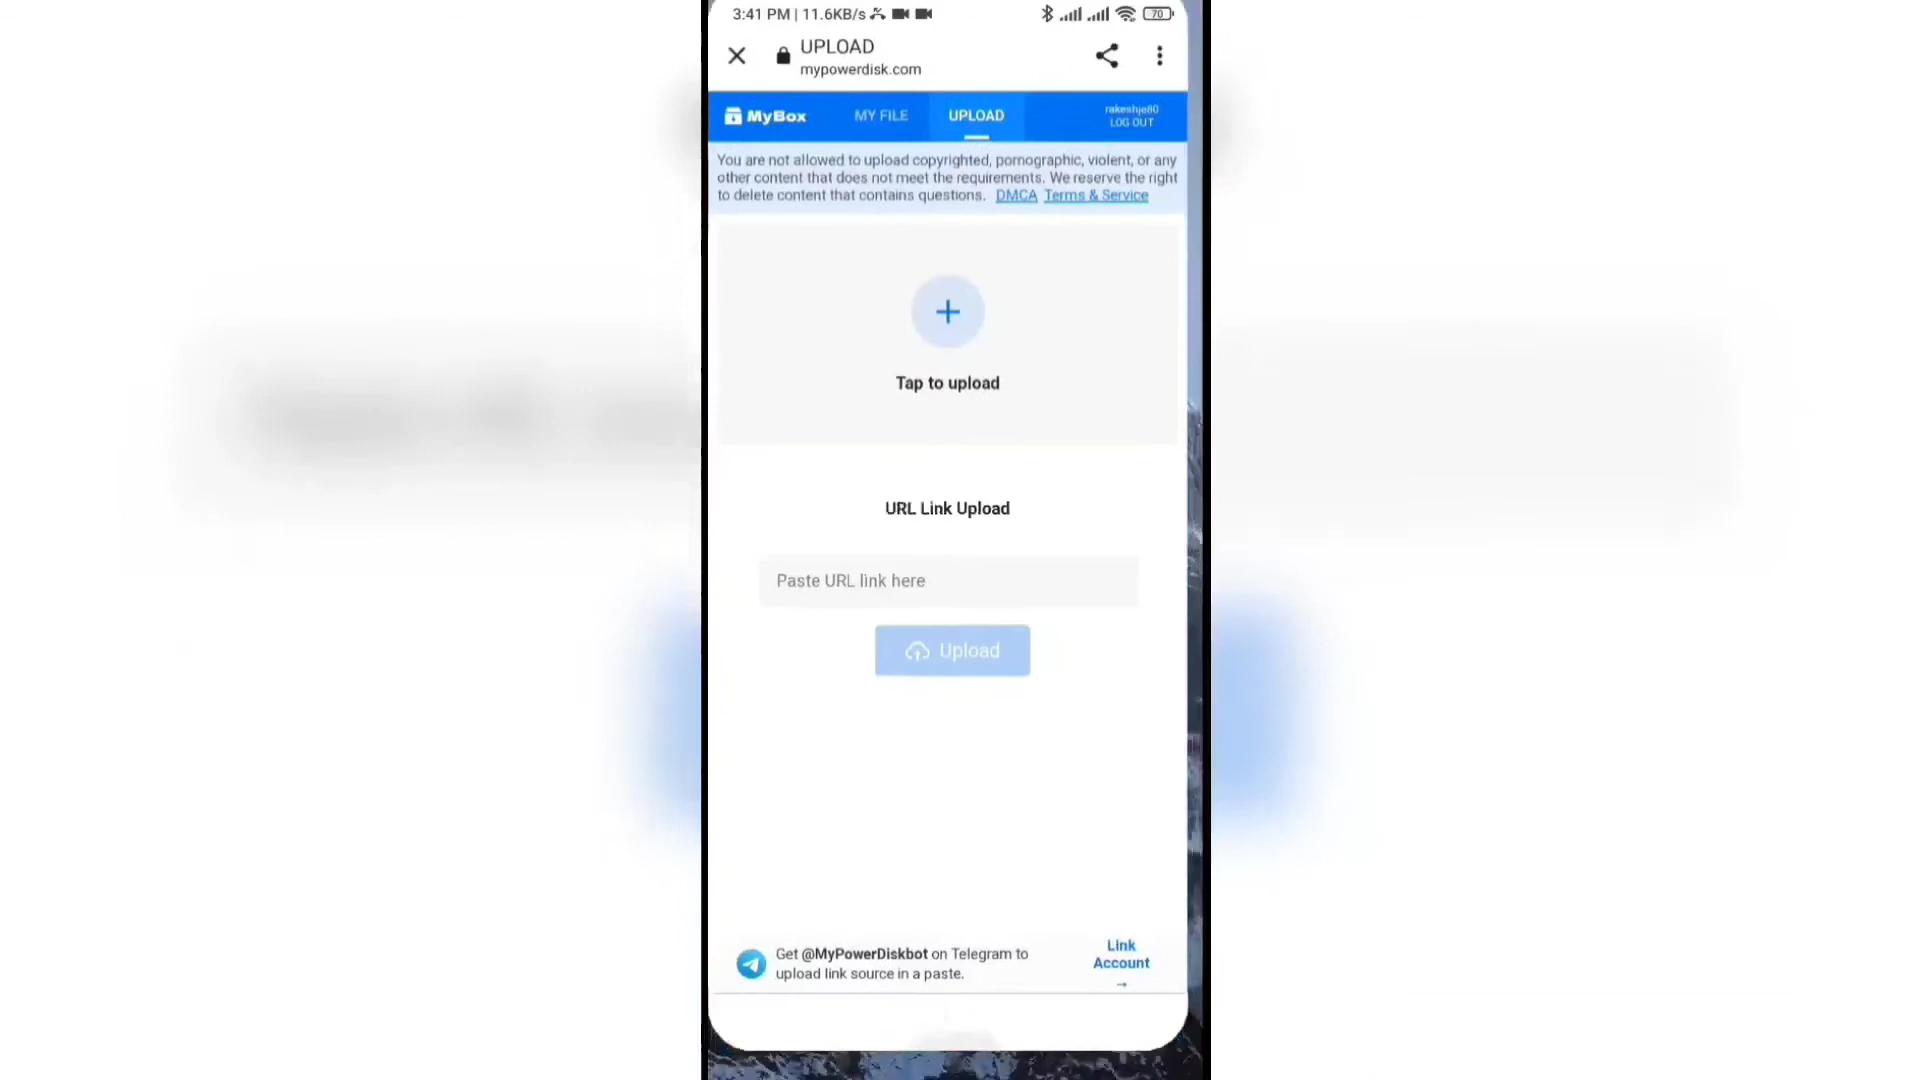 3:41 PM | 11.6KB/s
70
UPLOAD
mypowerdisk.com
MyBox
MY FILE
UPLOAD
rakeshje80
LOG OUT
You are not allowed to upload copyrighted, pornographic, violent, or any
other content that does not meet the requirements. We reserve the right
to delete content that contains questions. DMCA Terms & Service
Tap to upload
URL Link Upload
Paste URL link here
Upload
Get @MyPowerDiskbot on Telegram to
upload link source in a paste.
Link
Account
→